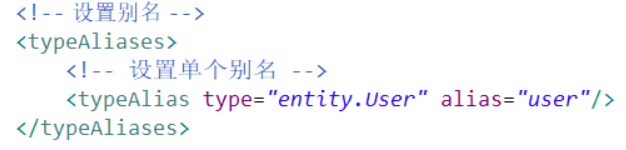 <!-- 设置别名 -->
<typeAliases>
    <!-- 设置单个别名 -->
    <typeAlias type="entity.User" alias="user"/>
</typeAliases>